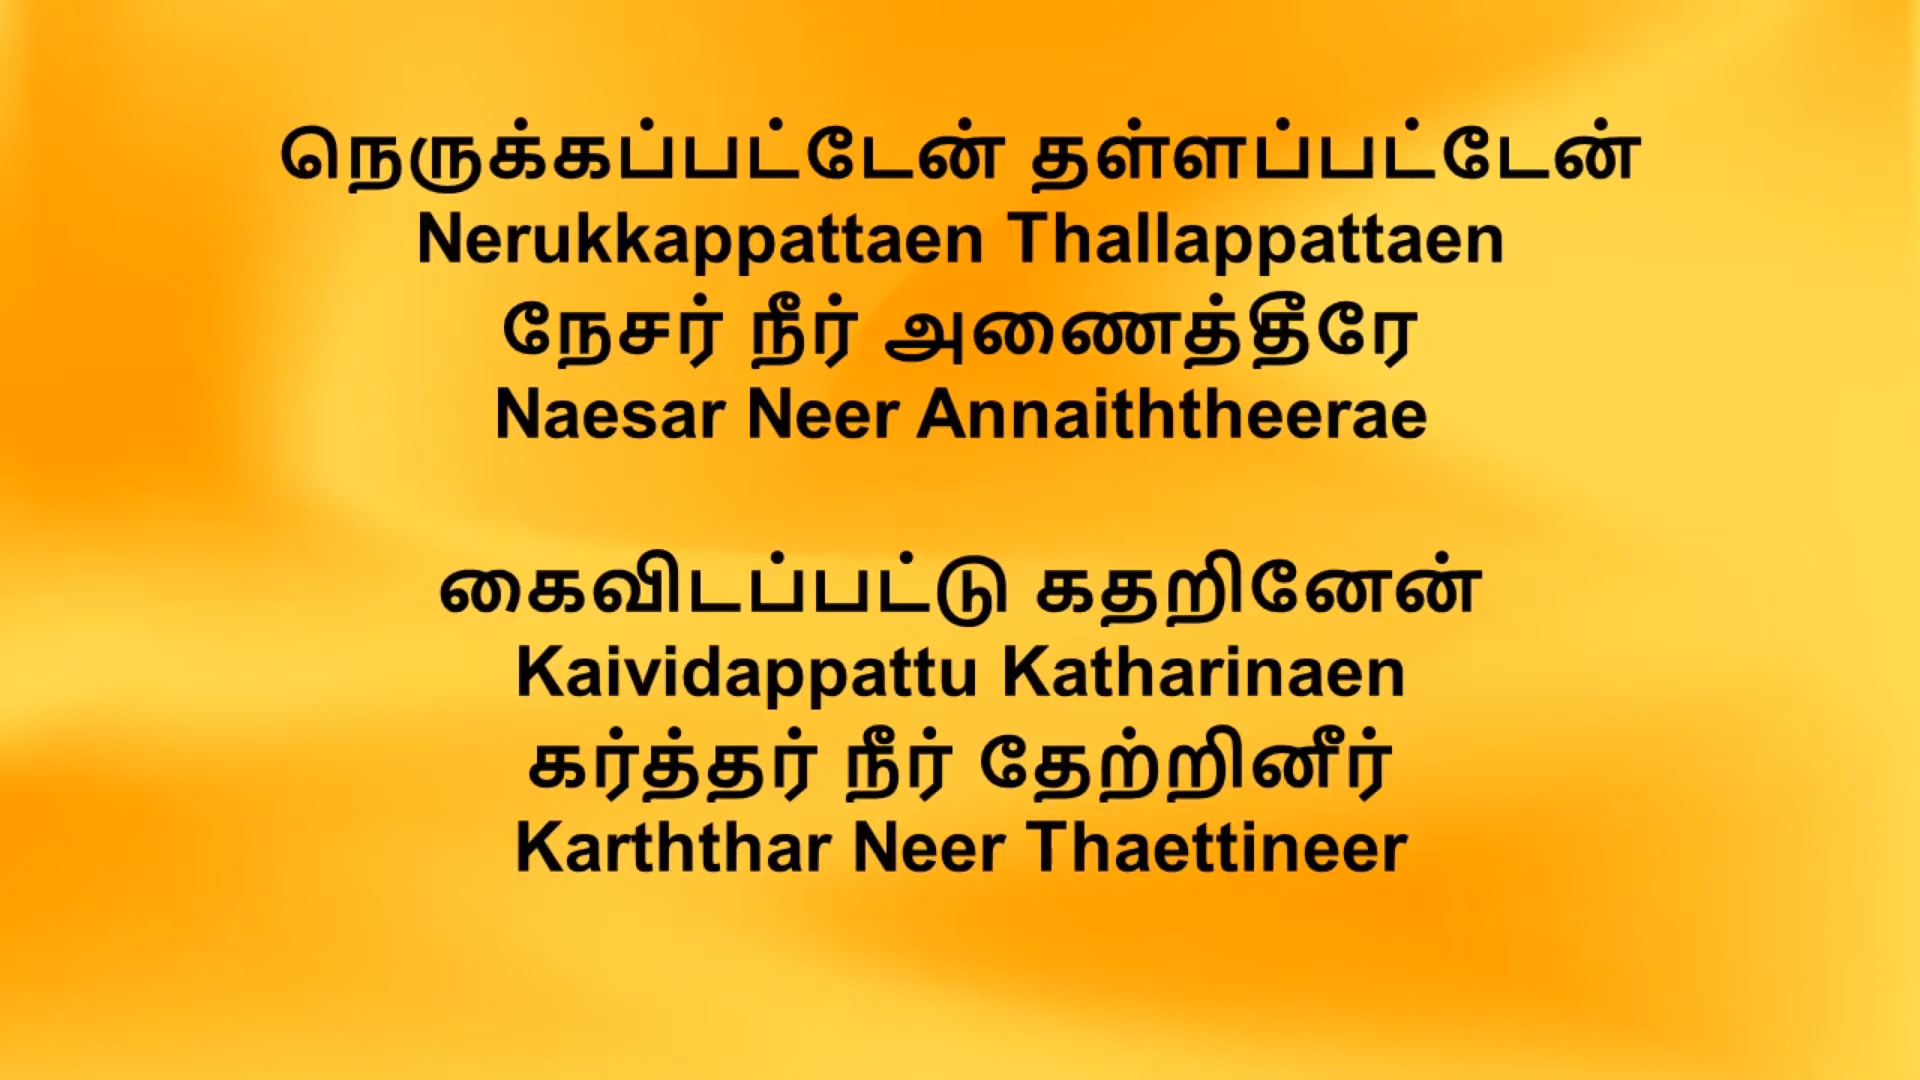 நெருக்கப்பட்டேன் தள்ளப்பட்டேன்
Nerukkappattaen Thallappattaen
நேசர் நீர் அணைத்தீரே
Naesar Neer Annaiththeerae
கைவிடப்பட்டு கதறினேன்
Kaividappattu Katharinaen
கர்த்தர் நீர் தேற்றினீர்
Karththar Neer Thaettineer